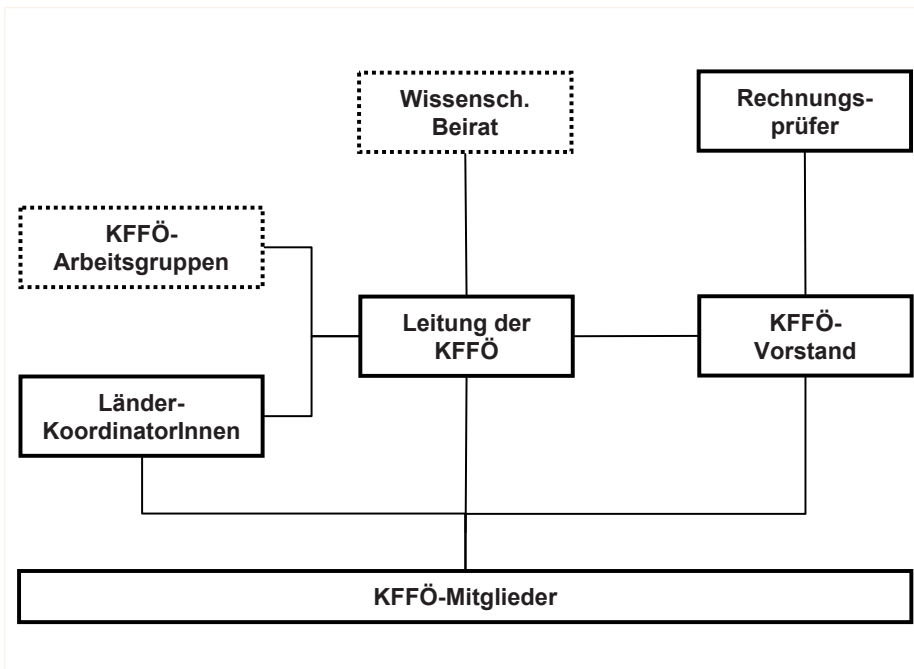 Wissensch.
Beirat
Rechnungs-
prüfer
KFFÖ-
Arbeitsgruppen
Leitung der
KFFÖ
KFFÖ-
Vorstand
Länder-
KoordinatorInnen
KFFÖ-Mitglieder